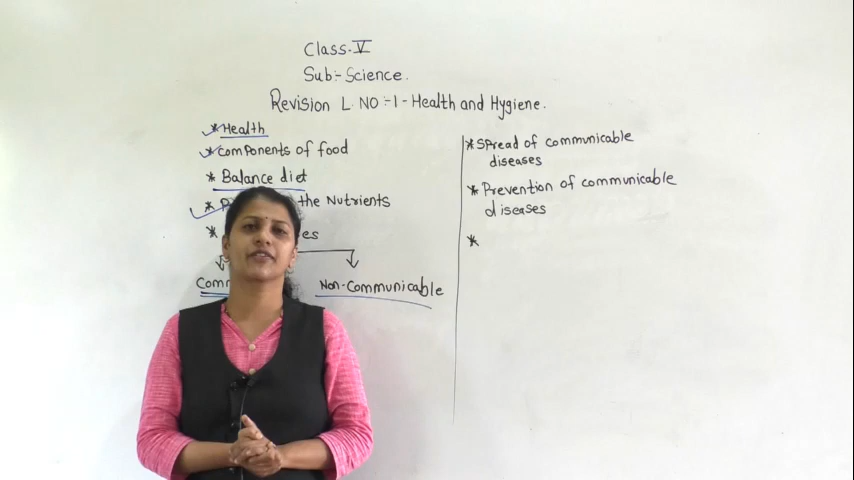 Class-V
Sub:- Science.
Revision L. NO :-1 - Health and Hygiene.
* Health
* Components of food
* Balance diet
* the Nutrients
*
Non-Communicable
* Spread of communicable
diseases
* Prevention of communicable
diseases
*